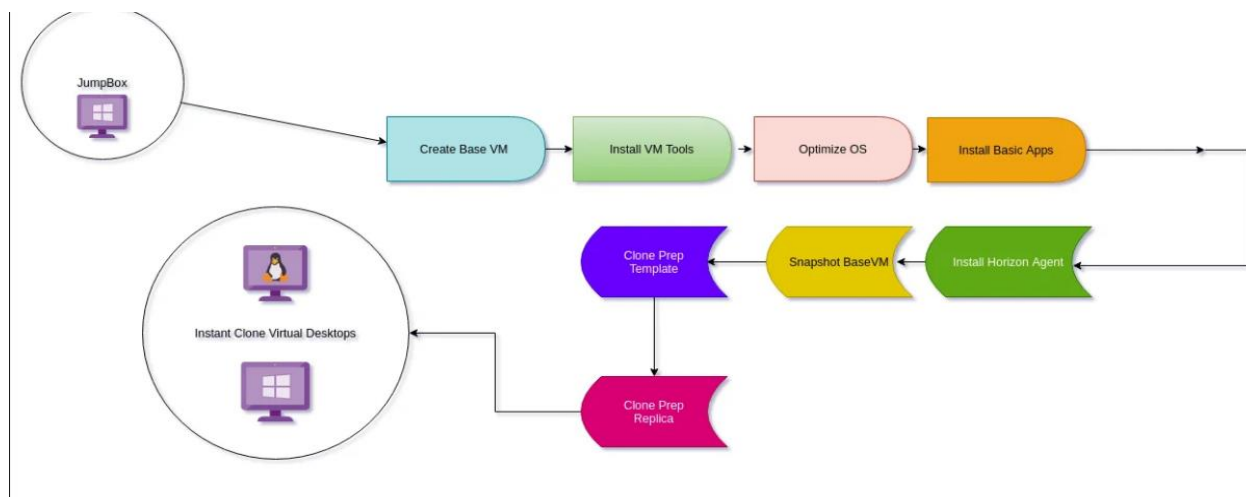 JumpBox
Create Base VM
Install VM Tools
Optimize OS
Install Basic Apps
Install Horizon Agent
Snapshot BaseVM
Clone Prep
Template
Clone Prep
Replica
Instant Clone Virtual Desktops